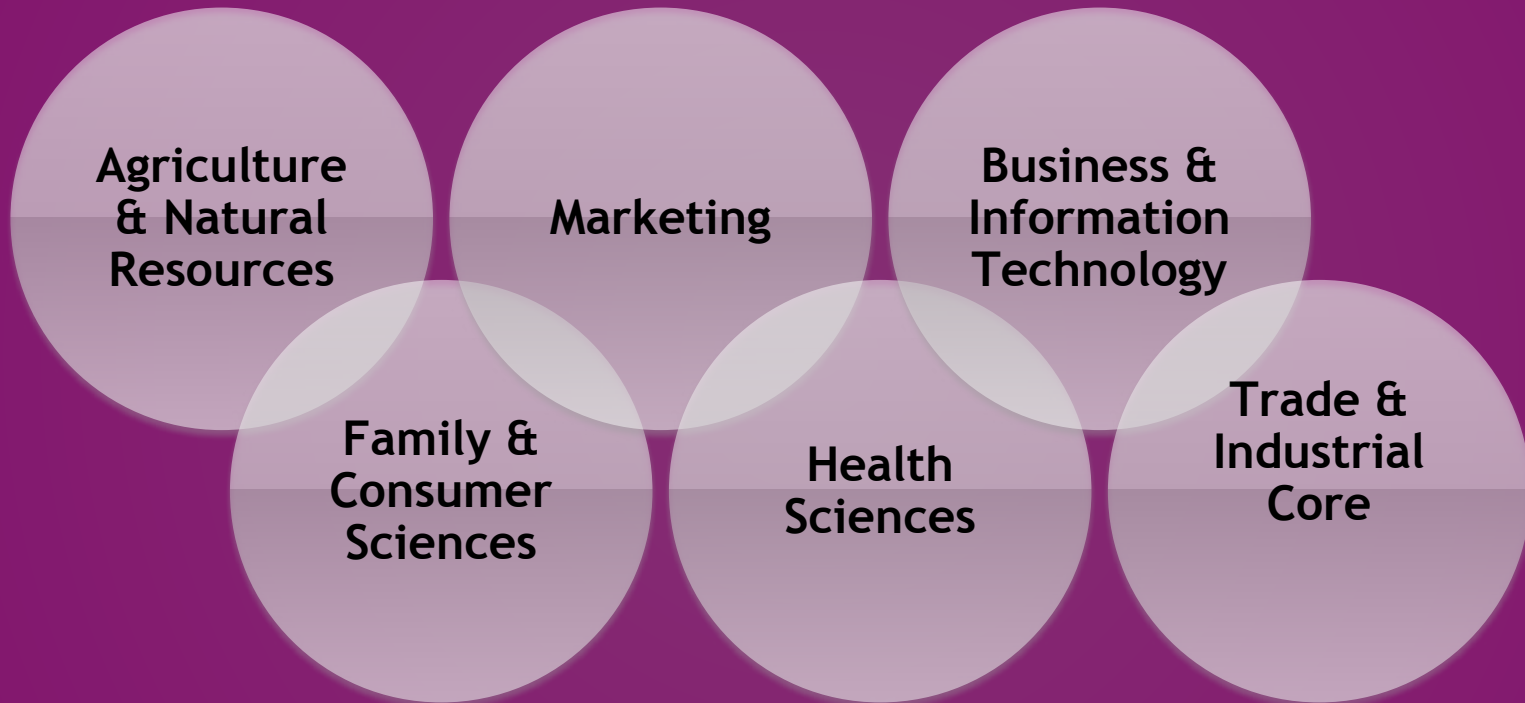 Agriculture
& Natural
Resources
Marketing
Business &
Information
Technology
Family &
Consumer
Sciences
Health
Sciences
Trade &
Industrial
Core